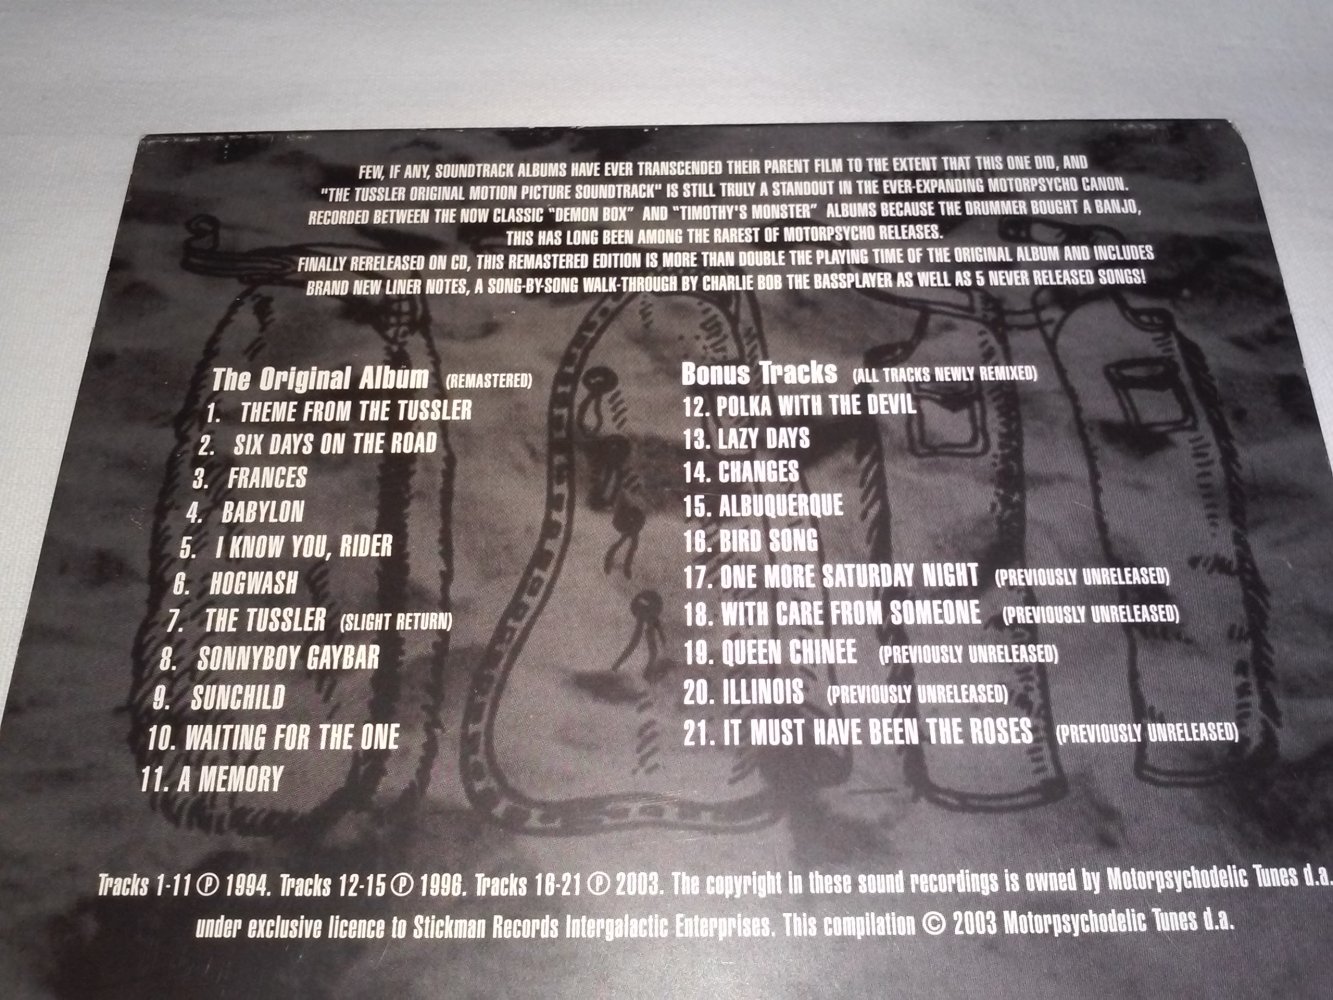 FEW, IF ANY, SOUNDTRACK ALBUMS HAVE EVER TRANSCENDED THEIR PARENT FILM TO THE EXTENT THAT THIS ONE DID, AND
"THE TUSSLER ORIGINAL MOTION PICTURE SOUNDTRACK" IS STILL TRULY A STANDOUT IN THE EVER-EXPANDING MOTORPSYCHO CANON.
RECORDED BETWEEN THE NOW CLASSIC "DEMON BOX" AND "TIMOTHY'S MONSTER" ALBUMS BECAUSE THE DRUMMER BOUGHT A BANJO,
THIS HAS LONG BEEN AMONG THE RAREST OF MOTORPSYCHO RELEASES.
FINALLY RERELEASED ON CD, THIS REMASTERED EDITION IS MORE THAN DOUBLE THE PLAYING TIME OF THE ORIGINAL ALBUM AND INCLUDES
BRAND NEW LINER NOTES, A SONG-BY-SONG WALK-THROUGH BY CHARLIE BOB THE BASSPLAYER AS WELL AS 5 NEVER RELEASED SONGS!
The Original Album (REMASTERED)
1. THEME FROM THE TUSSLER
2. SIX DAYS ON THE ROAD
3. FRANCES
4. BABYLON
5. I KNOW YOU, RIDER
6. HOGWASH
7. THE TUSSLER (SLIGHT RETURN)
8. SONNYBOY GAYBAR
9. SUNCHILD
10. WAITING FOR THE ONE
11. A MEMORY
Bonus Tracks (ALL TRACKS NEWLY REMIXED)
12. POLKA WITH THE DEVIL
13. LAZY DAYS
14. CHANGES
15. ALBUQUERQUE
16. BIRD SONG
17. ONE MORE SATURDAY NIGHT (PREVIOUSLY UNRELEASED)
18. WITH CARE FROM SOMEONE (PREVIOUSLY UNRELEASED)
19. QUEEN CHINEE (PREVIOUSLY UNRELEASED)
20. ILLINOIS (PREVIOUSLY UNRELEASED)
21. IT MUST HAVE BEEN THE ROSES (PREVIOUSLY UNRELEASED)
Tracks 1-11 ℗ 1994. Tracks 12-15 ℗ 1996. Tracks 16-21 ℗ 2003. The copyright in these sound recordings is owned by Motorpsychodelic Tunes d.a.
under exclusive licence to Stickman Records Intergalactic Enterprises. This compilation © 2003 Motorpsychodelic Tunes d.a.